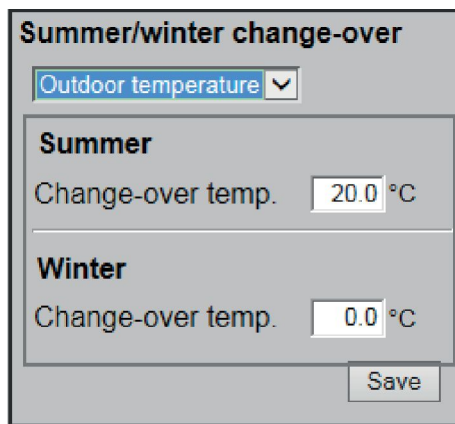 Summer/winter change-over
Outdoor temperature
Summer
Change-over temp. 20.0 °C
Winter
Change-over temp. 0.0 °C
Save